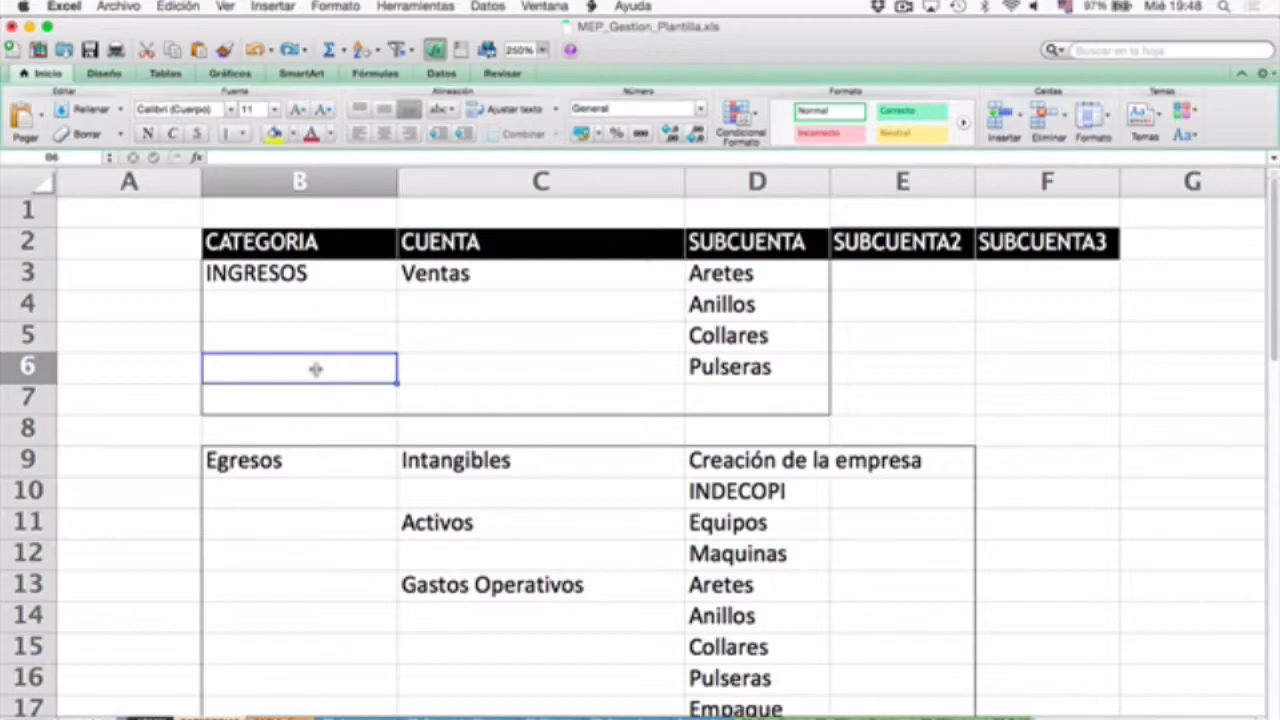 Excel Archivo Edición Ver Insertar Formato Herramientas Datos Ventana Ayuda 97% Mié 19:48
MEP_Gestion_Plantilla.xls
250% Buscar en la hoja
Inicio Diseño Tablas Gráficos SmartArt Fórmulas Datos Revisar
Editar Fuente Alineación Número Formato Celdas Temas
Pegar Rellenar Calibri (Cuerpo) 11 A A abc Ajustar texto General Normal Correcto
Borrar N C S A Combinar % 000 Condicional Formato Incorrecto Neutral Insertar Eliminar Formato Temas Aa
B6 fx
A B C D E F G
1
2 CATEGORIA CUENTA SUBCUENTA SUBCUENTA2 SUBCUENTA3
3 INGRESOS Ventas Aretes
4 Anillos
5 Collares
6 Pulseras
7
8
9 Egresos Intangibles Creación de la empresa
10 INDECOPI
11 Activos Equipos
12 Maquinas
13 Gastos Operativos Aretes
14 Anillos
15 Collares
16 Pulseras
17 Empaque